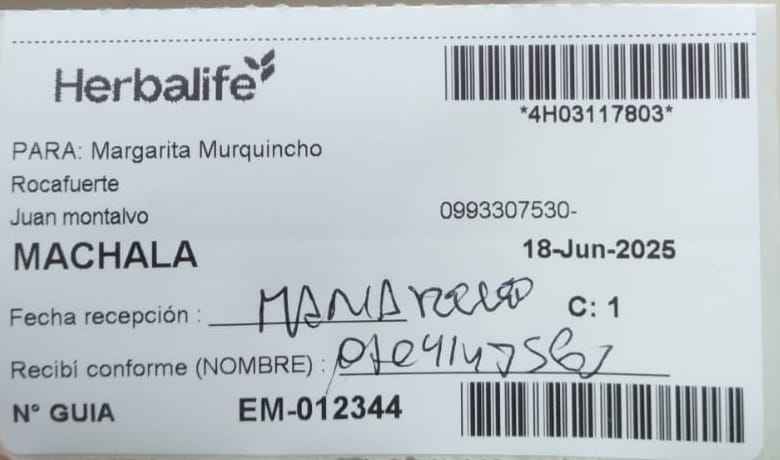 Herbalife
*4H03117803*
PARA: Margarita Murquincho
Rocafuerte
Juan montalvo 0993307530-
MACHALA 18-Jun-2025
Fecha recepción : C: 1
Recibí conforme (NOMBRE) :
N° GUIA EM-012344